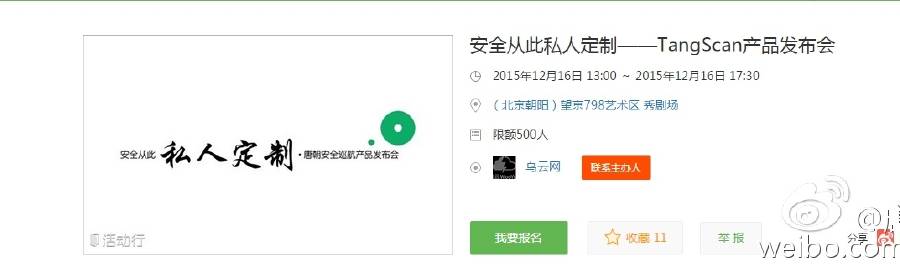 安全从此私人定制——TangScan产品发布会
2015年12月16日 13:00 ~ 2015年12月16日 17:30
(北京朝阳)望京798艺术区 秀剧场
限额500人
乌云网
联系主办人
安全从此 私人定制 · 唐朝安全巡航产品发布会
活动行
我要报名
收藏 11
举报
分享
weibo.com